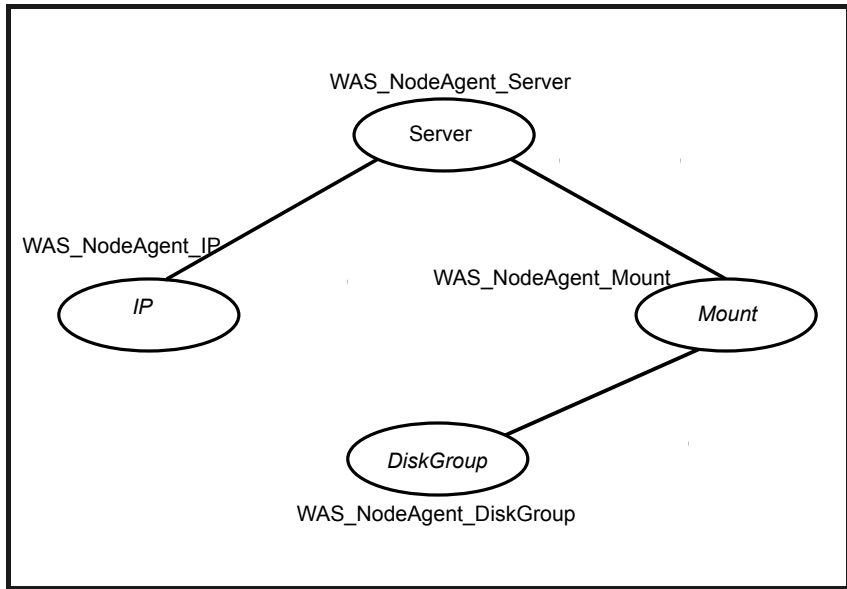 WAS_NodeAgent_Server
Server
WAS_NodeAgent_IP
IP
WAS_NodeAgent_Mount
Mount
DiskGroup
WAS_NodeAgent_DiskGroup